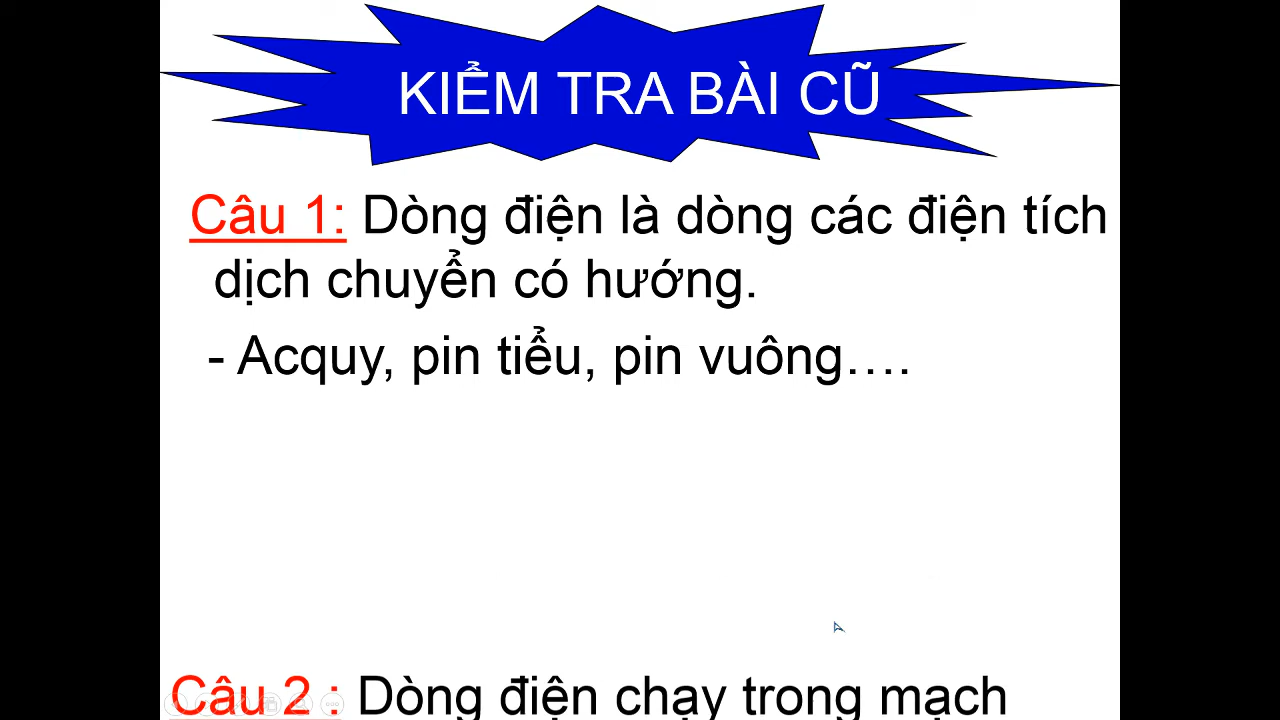 KIỂM TRA BÀI CŨ
Câu 1: Dòng điện là dòng các điện tích
dịch chuyển có hướng.
- Acquy, pin tiểu, pin vuông….
Câu 2 : Dòng điện chạy trong mạch